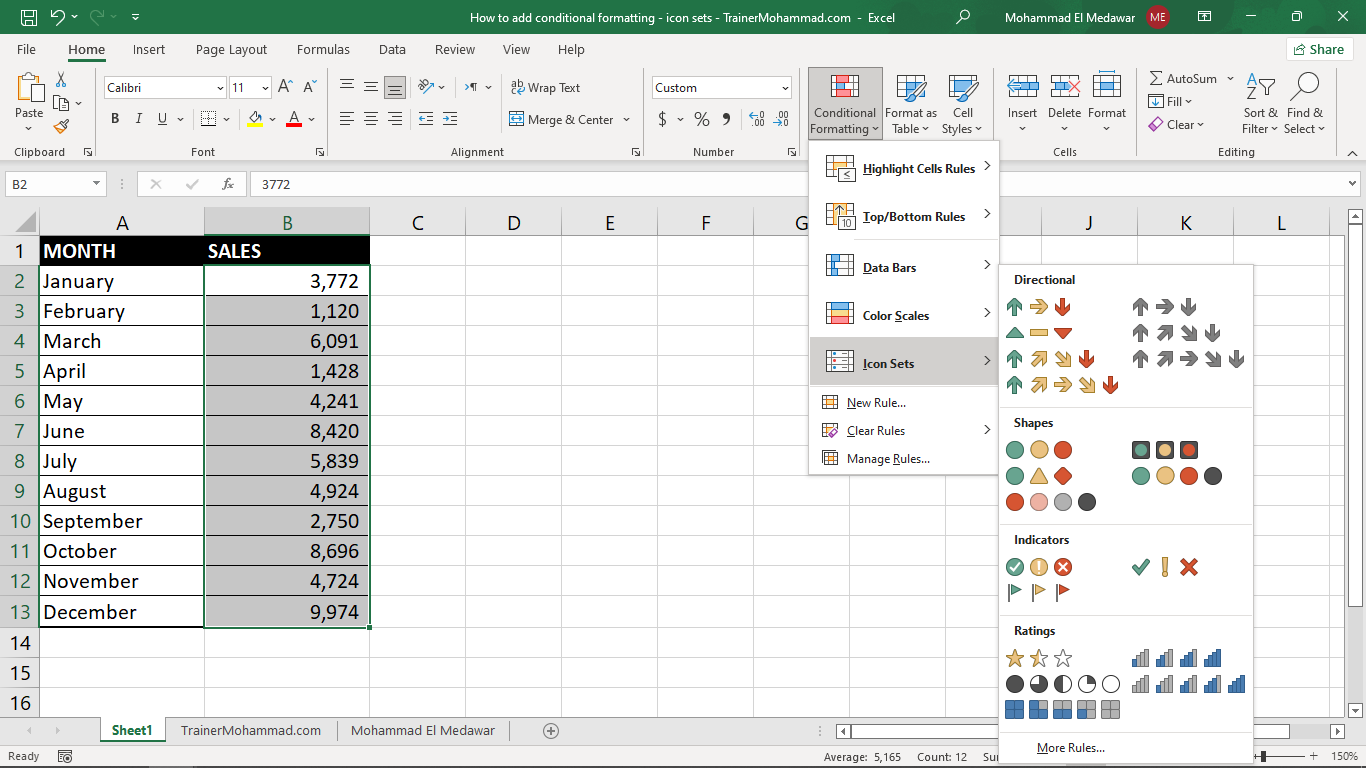 How to add conditional formatting - icon sets - TrainerMohammad.com - Excel
Mohammad El Medawar ME
File Home Insert Page Layout Formulas Data Review View Help Share
Paste
Clipboard
Calibri 11
B I U A
Font
Wrap Text
Merge & Center
Alignment
Custom
$ % 9
Number
Conditional Formatting
Format as Table
Cell Styles
Insert Delete Format
Cells
AutoSum
Fill
Clear
Sort & Filter
Find & Select
Editing
B2 fx 3772
A B C D E F G J K L
1 MONTH SALES
2 January 3,772
3 February 1,120
4 March 6,091
5 April 1,428
6 May 4,241
7 June 8,420
8 July 5,839
9 August 4,924
10 September 2,750
11 October 8,696
12 November 4,724
13 December 9,974
14
15
16
Highlight Cells Rules
Top/Bottom Rules
Data Bars
Color Scales
Icon Sets
New Rule...
Clear Rules
Manage Rules...
Directional
Shapes
Indicators
Ratings
More Rules...
Sheet1 TrainerMohammad.com Mohammad El Medawar
Ready Average: 5,165 Count: 12 150%